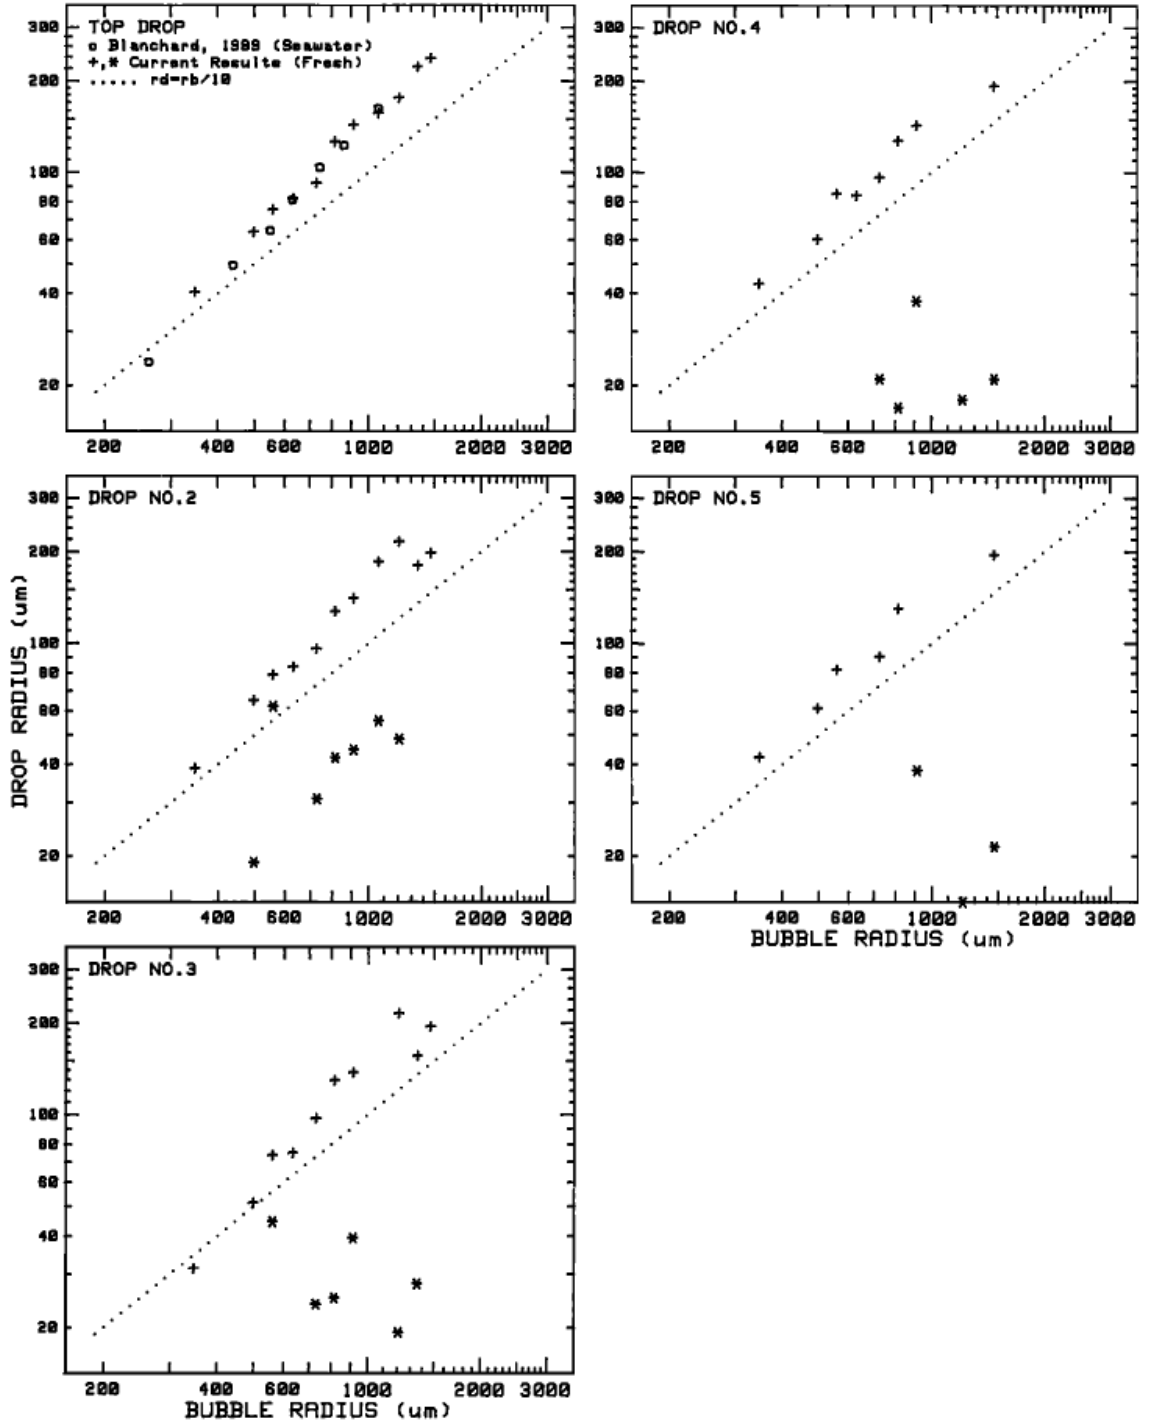 TOP DROP
o Blanchard, 1989 (Seawater)
+,* Current Results (Fresh)
..... rd=rb/10
300
200
100
80
60
40
20
200 400 600 1000 2000 3000
DROP NO.4
300
200
100
80
60
40
20
200 400 600 1000 2000 3000
DROP NO.2
300
200
100
80
60
40
20
200 400 600 1000 2000 3000
DROP RADIUS (um)
DROP NO.5
300
200
100
80
60
40
20
200 400 600 1000 2000 3000
BUBBLE RADIUS (um)
DROP NO.3
300
200
100
80
60
40
20
200 400 600 1000 2000 3000
BUBBLE RADIUS (um)